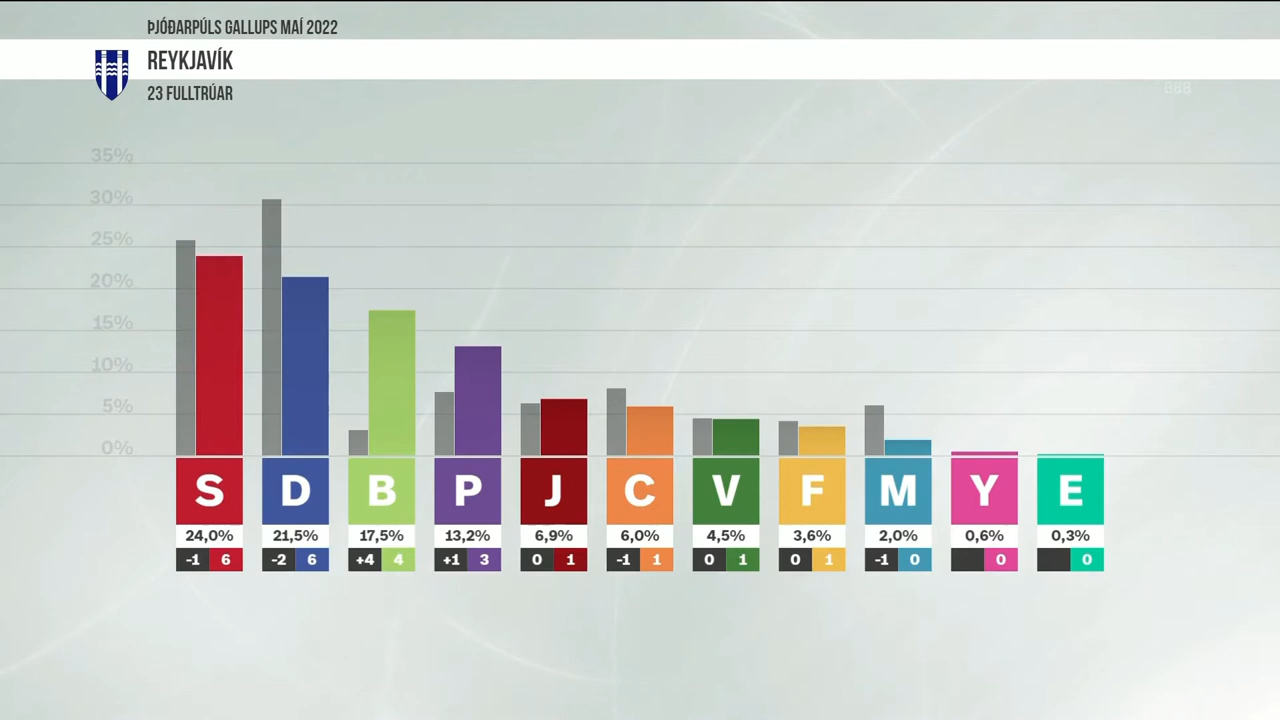 ÞJÓÐARPÚLS GALLUPS MAÍ 2022
REYKJAVÍK
23 FULLTRÚAR
888
35%
30%
25%
20%
15%
10%
5%
0%
S D B P J C V F M Y E
24,0% 21,5% 17,5% 13,2% 6,9% 6,0% 4,5% 3,6% 2,0% 0,6% 0,3%
-1 6 -2 6 +4 4 +1 3 0 1 -1 1 0 1 0 1 -1 0 0 0